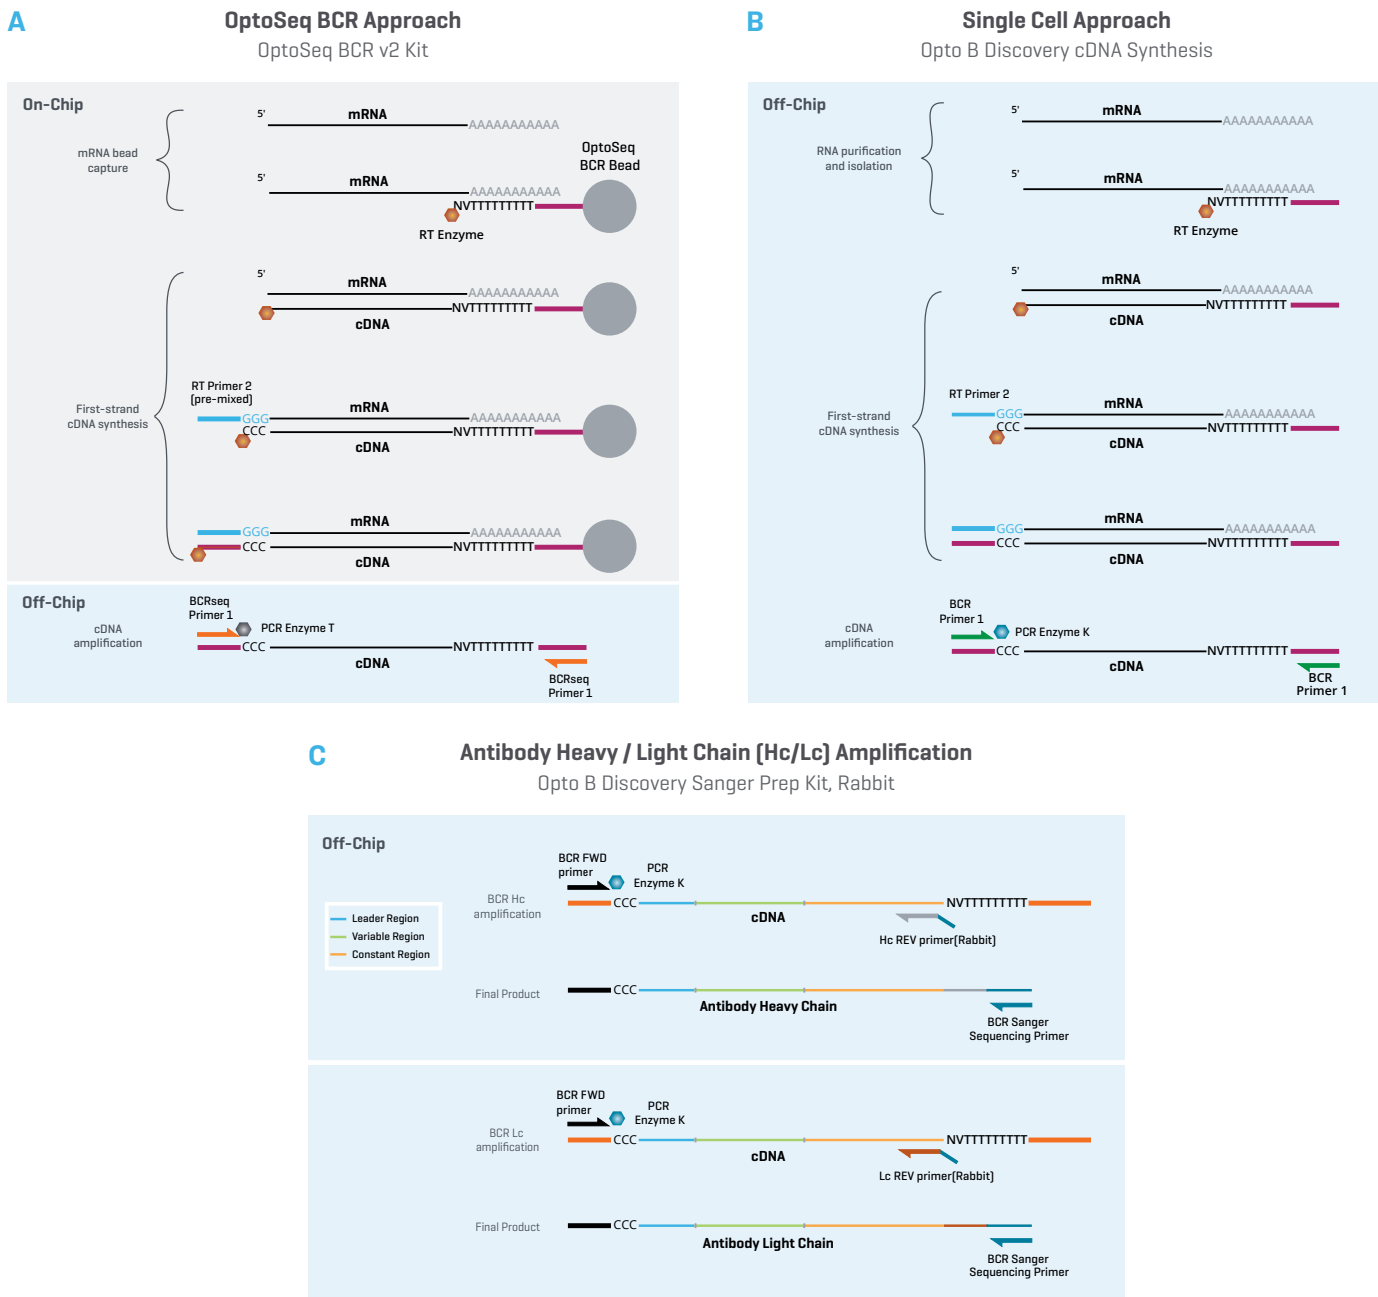 A
OptoSeq BCR Approach
OptoSeq BCR v2 Kit
On-Chip
mRNA bead
capture
5'
mRNA
AAAAAAAAAAA
OptoSeq
BCR Bead
5'
mRNA
AAAAAAAAAAA
NVTTTTTTTTT
RT Enzyme
First-strand
cDNA synthesis
5'
mRNA
AAAAAAAAAAA
NVTTTTTTTTT
cDNA
RT Primer 2
(pre-mixed)
GGG
mRNA
AAAAAAAAAAA
CCC
NVTTTTTTTTT
cDNA
GGG
mRNA
AAAAAAAAAAA
CCC
NVTTTTTTTTT
cDNA
Off-Chip
cDNA
amplification
BCRseq
Primer 1
PCR Enzyme T
CCC
NVTTTTTTTTT
cDNA
BCRseq
Primer 1
B
Single Cell Approach
Opto B Discovery cDNA Synthesis
Off-Chip
RNA purification
and isolation
5'
mRNA
AAAAAAAAAAA
5'
mRNA
AAAAAAAAAAA
NVTTTTTTTTT
RT Enzyme
First-strand
cDNA synthesis
5'
mRNA
AAAAAAAAAAA
NVTTTTTTTTT
cDNA
RT Primer 2
GGG
mRNA
AAAAAAAAAAA
CCC
NVTTTTTTTTT
cDNA
GGG
mRNA
AAAAAAAAAAA
CCC
NVTTTTTTTTT
cDNA
cDNA
amplification
BCR
Primer 1
PCR Enzyme K
CCC
NVTTTTTTTTT
cDNA
BCR
Primer 1
C
Antibody Heavy / Light Chain (Hc/Lc) Amplification
Opto B Discovery Sanger Prep Kit, Rabbit
Off-Chip
Leader Region
Variable Region
Constant Region
BCR Hc
amplification
BCR FWD
primer
PCR
Enzyme K
CCC
NVTTTTTTTTT
cDNA
Hc REV primer(Rabbit)
Final Product
CCC
Antibody Heavy Chain
BCR Sanger
Sequencing Primer
BCR Lc
amplification
BCR FWD
primer
PCR
Enzyme K
CCC
NVTTTTTTTTT
cDNA
Lc REV primer(Rabbit)
Final Product
CCC
Antibody Light Chain
BCR Sanger
Sequencing Primer